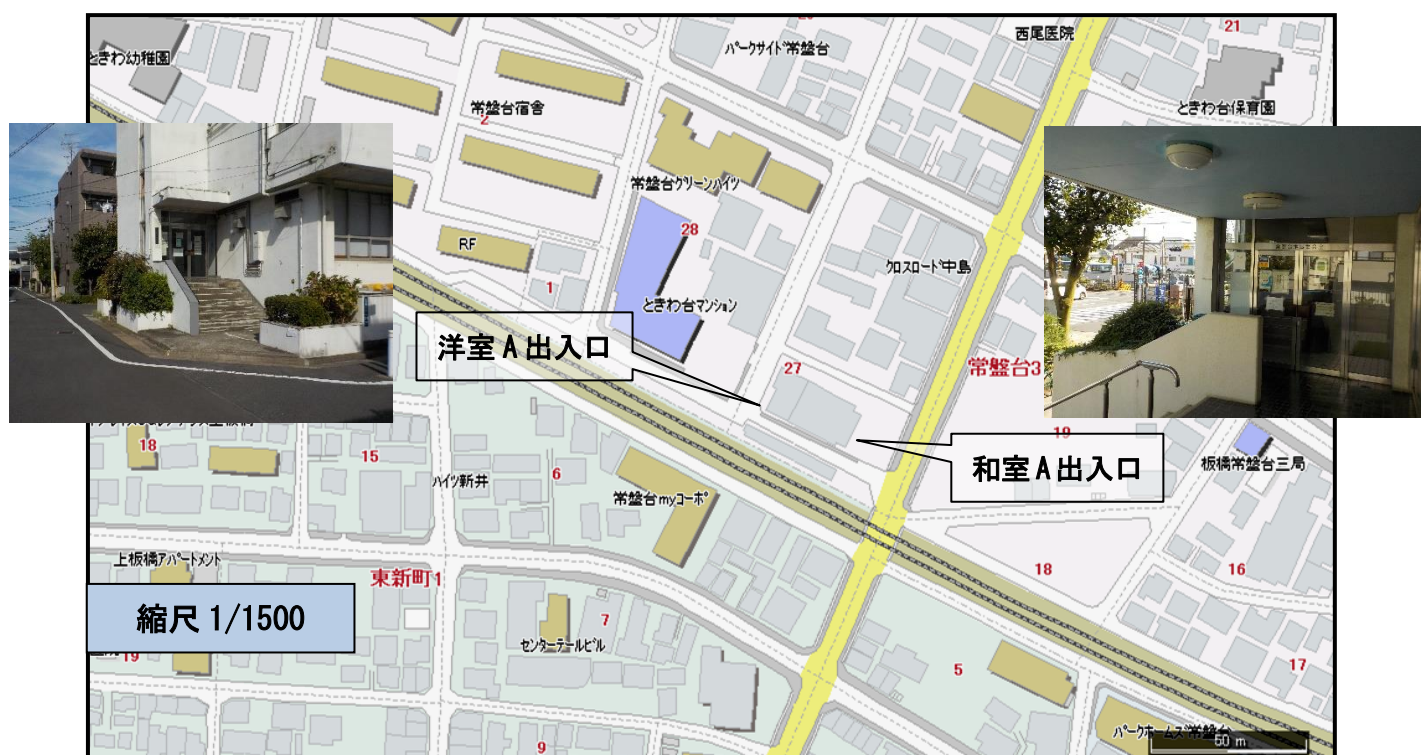 西尾医院
21
パークサイド常盤台
ときわ幼稚園
常盤台宿舎
2
ときわ台保育園
常盤台グリーンハイツ
28
RF
クロスロード中島
1
ときわ台マンション
洋室A出入口
27
常盤台3
19
18
15
和室A出入口
板橋常盤台三局
ハイツ新井
6
常盤台myコーポ
上板橋アパートメント
18
16
東新町1
縮尺 1/1500
7
センターテールビル
19
5
17
パークホームズ常盤台
50 m
9